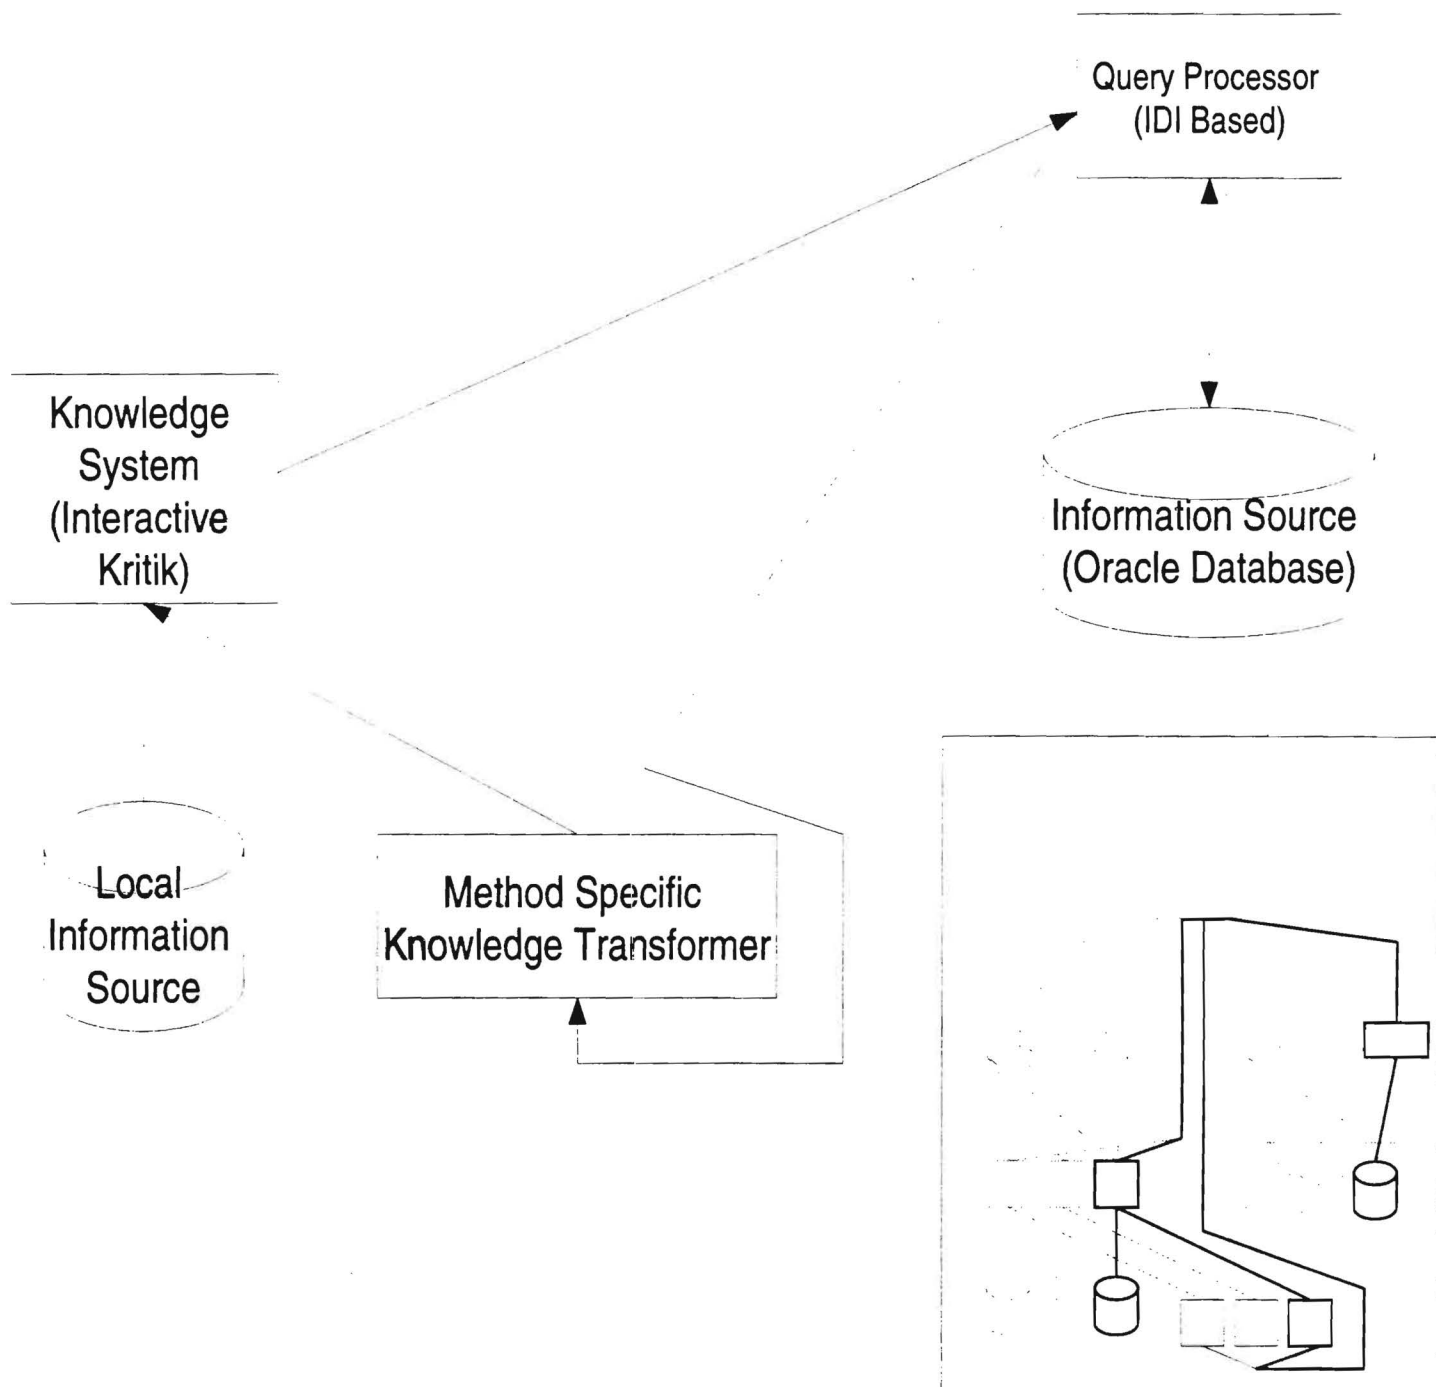 Query Processor
(IDI Based)
Knowledge
System
(Interactive
Kritik)
Information Source
(Oracle Database)
Local
Information
Source
Method Specific
Knowledge Transformer